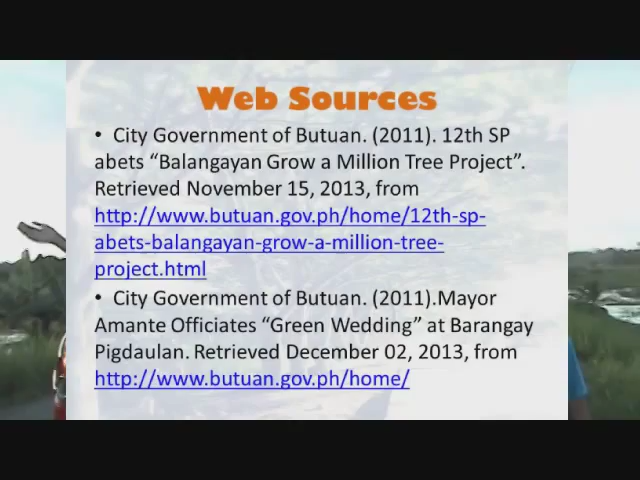 Web Sources
• City Government of Butuan. (2011). 12th SP
abets “Balangayan Grow a Million Tree Project”.
Retrieved November 15, 2013, from
http://www.butuan.gov.ph/home/12th-sp-
abets-balangayan-grow-a-million-tree-
project.html
• City Government of Butuan. (2011).Mayor
Amante Officiates “Green Wedding” at Barangay
Pigdaulan. Retrieved December 02, 2013, from
http://www.butuan.gov.ph/home/